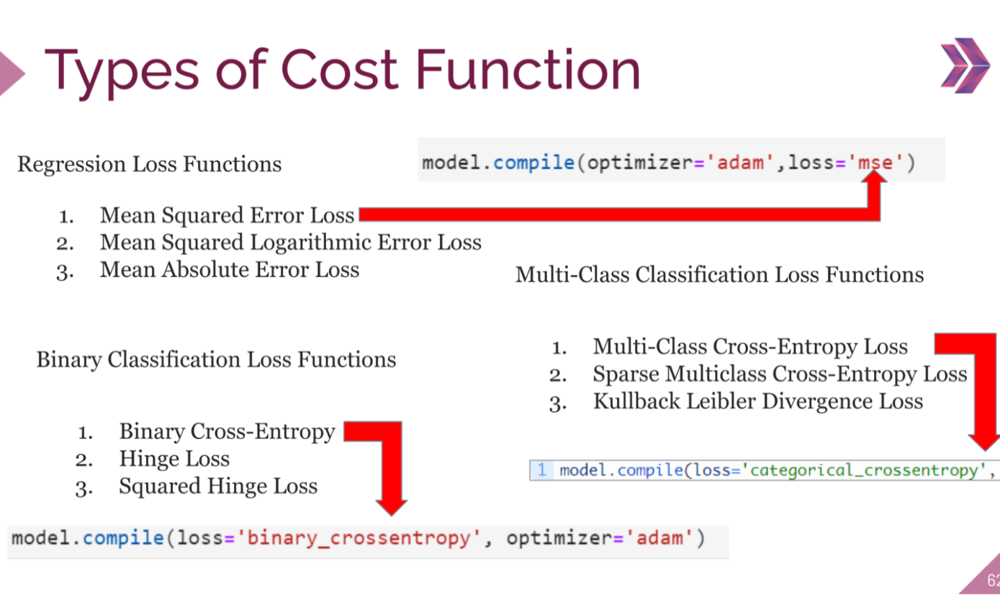 Types of Cost Function
Regression Loss Functions
model.compile(optimizer='adam',loss='mse')
1. Mean Squared Error Loss
2. Mean Squared Logarithmic Error Loss
3. Mean Absolute Error Loss
Multi-Class Classification Loss Functions
1. Multi-Class Cross-Entropy Loss
2. Sparse Multiclass Cross-Entropy Loss
3. Kullback Leibler Divergence Loss
1 model.compile(loss='categorical_crossentropy',
Binary Classification Loss Functions
1. Binary Cross-Entropy
2. Hinge Loss
3. Squared Hinge Loss
model.compile(loss='binary_crossentropy', optimizer='adam')
62